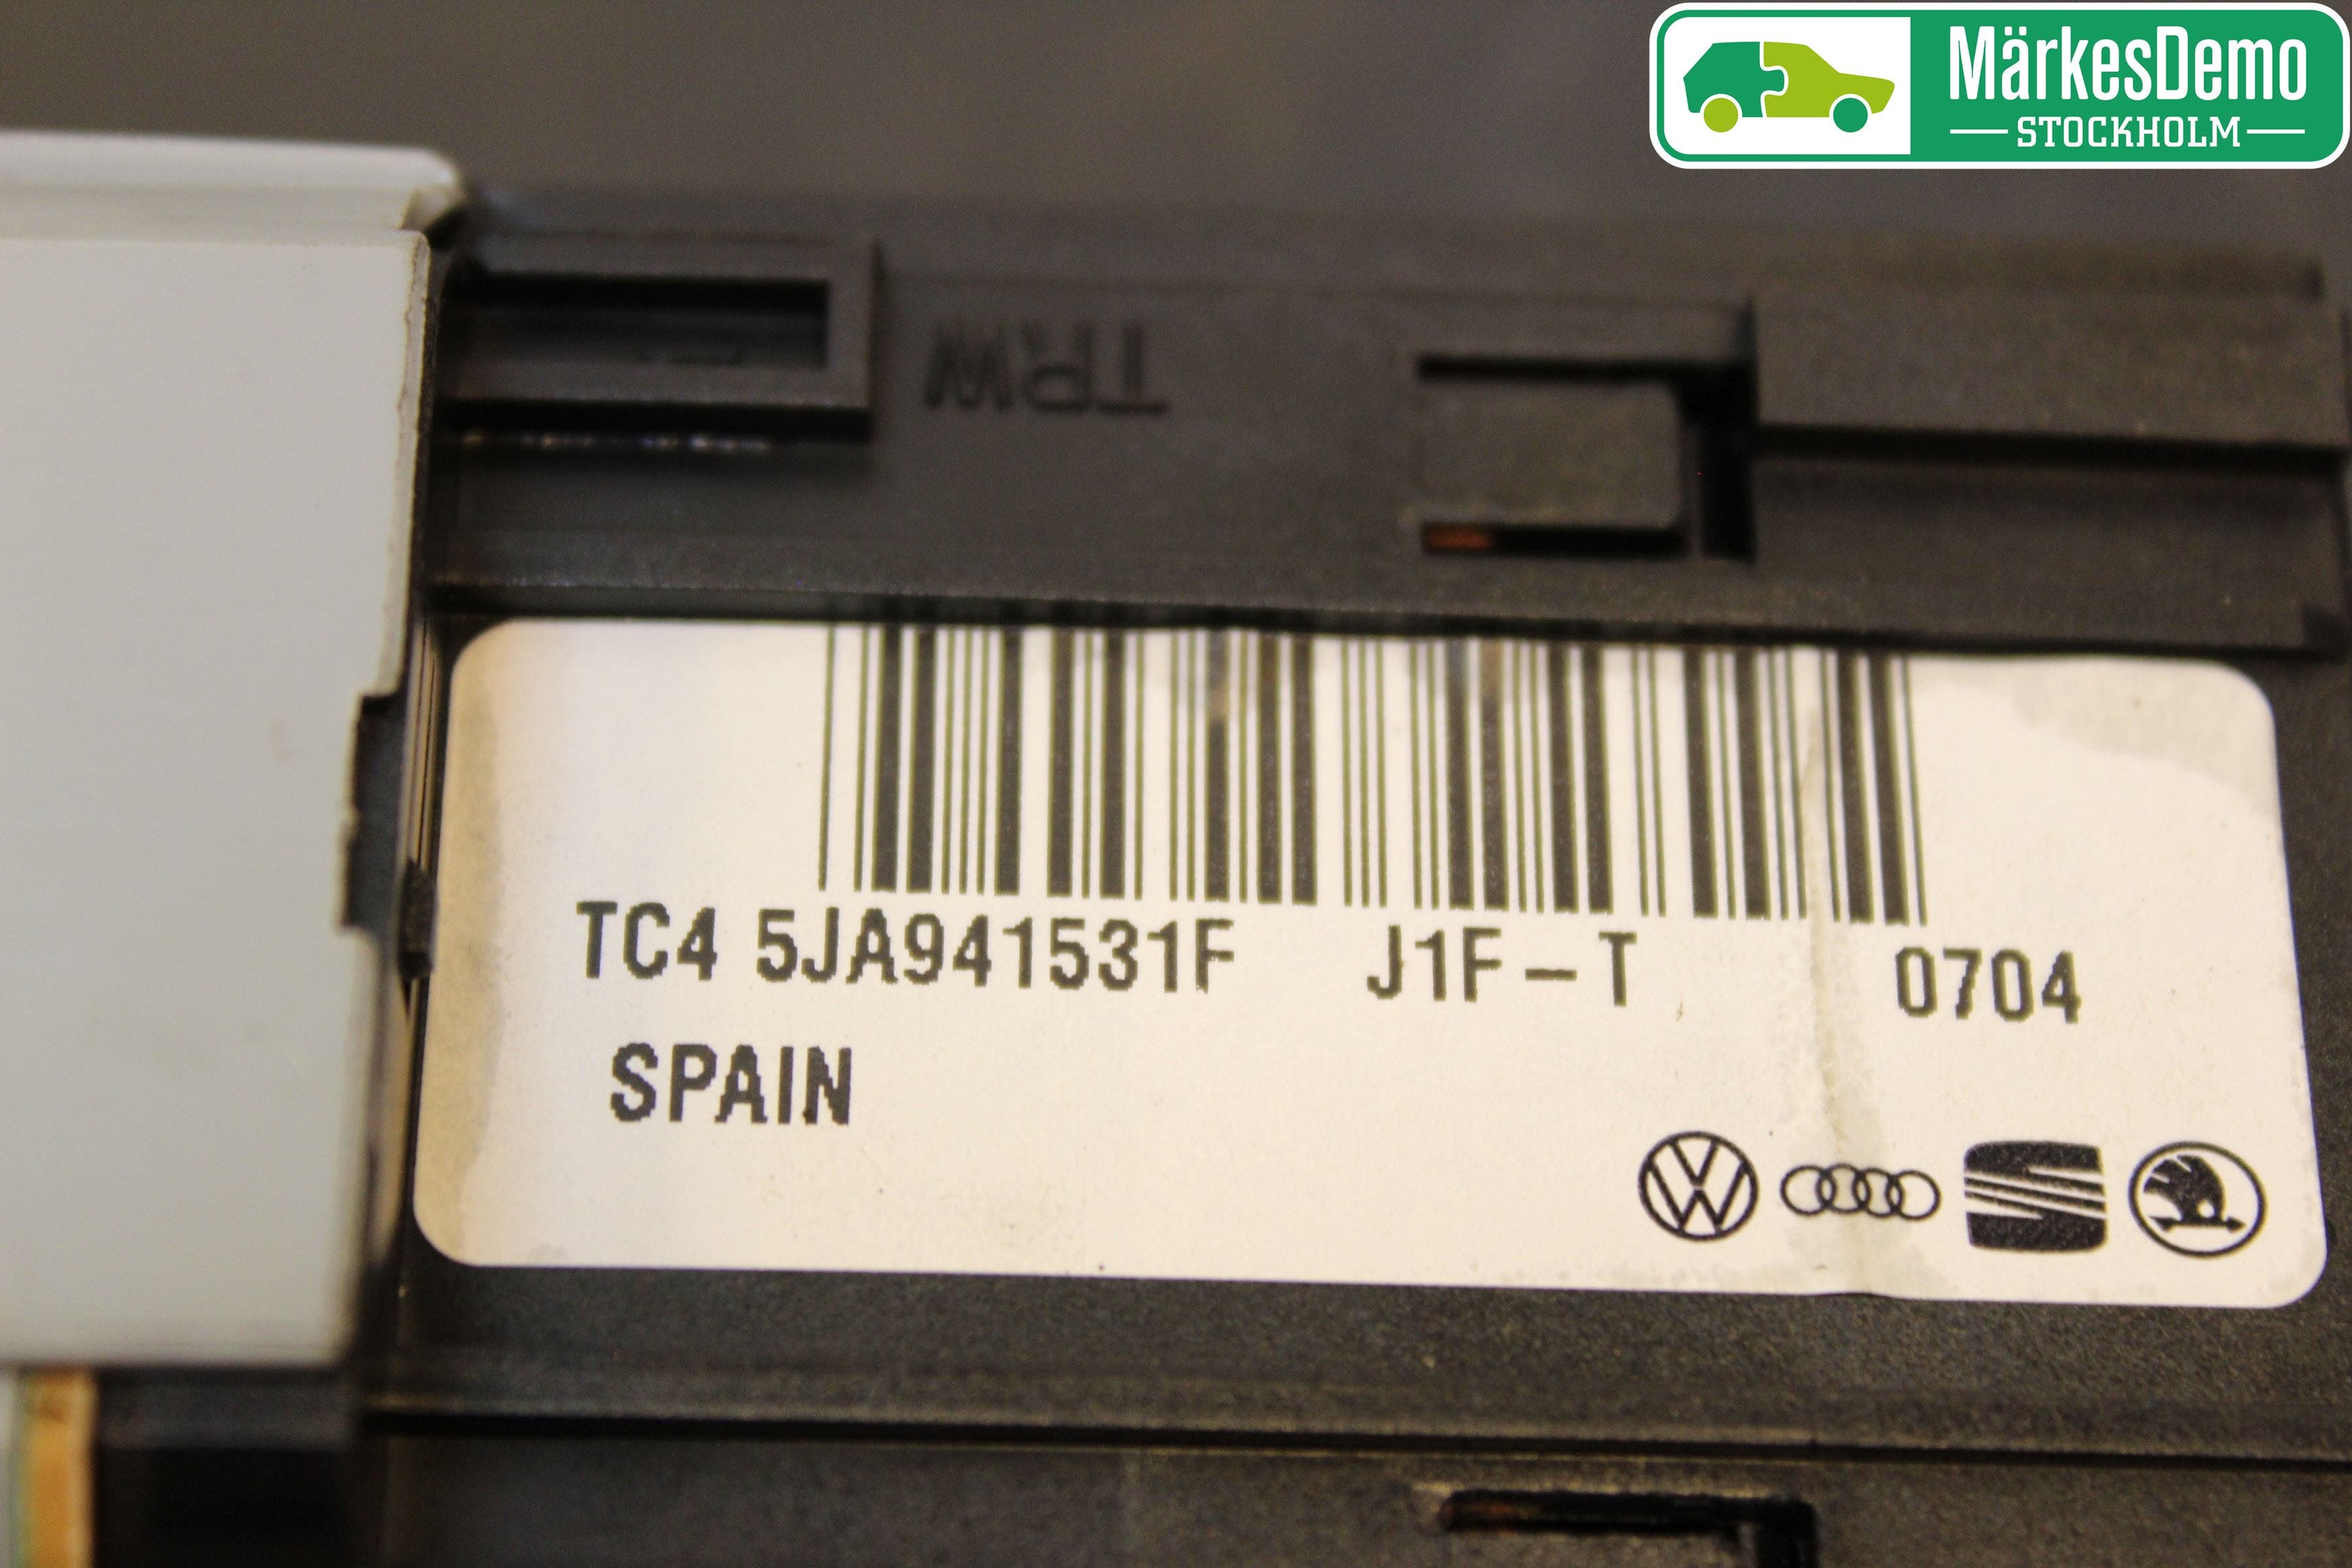 MärkesDemo
STOCKHOLM
TRW
TC4 5JA941531F J1F-T 0704
SPAIN